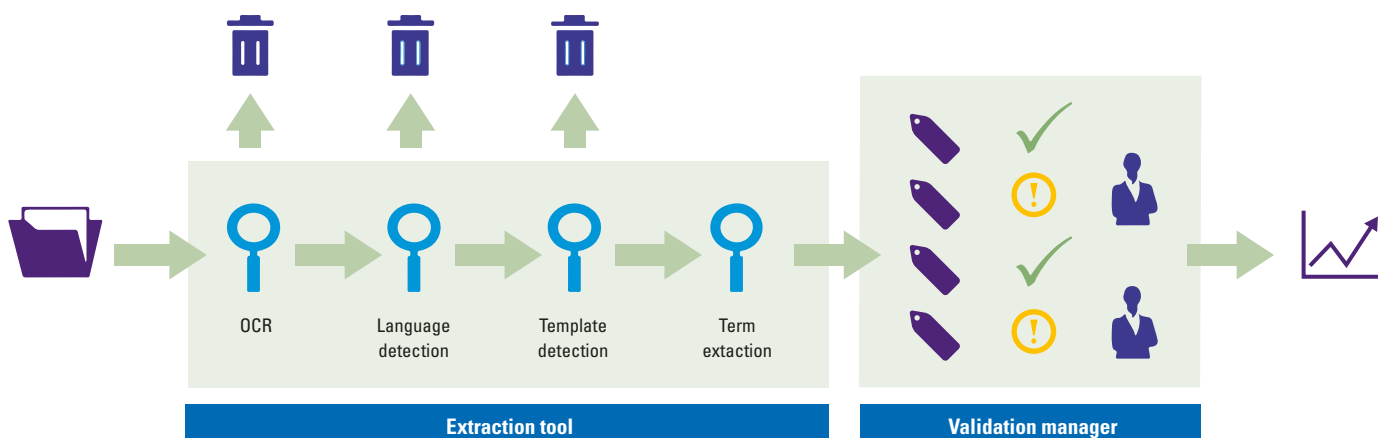 OCR
Language
detection
Template
detection
Term
extaction
Extraction tool
Validation manager